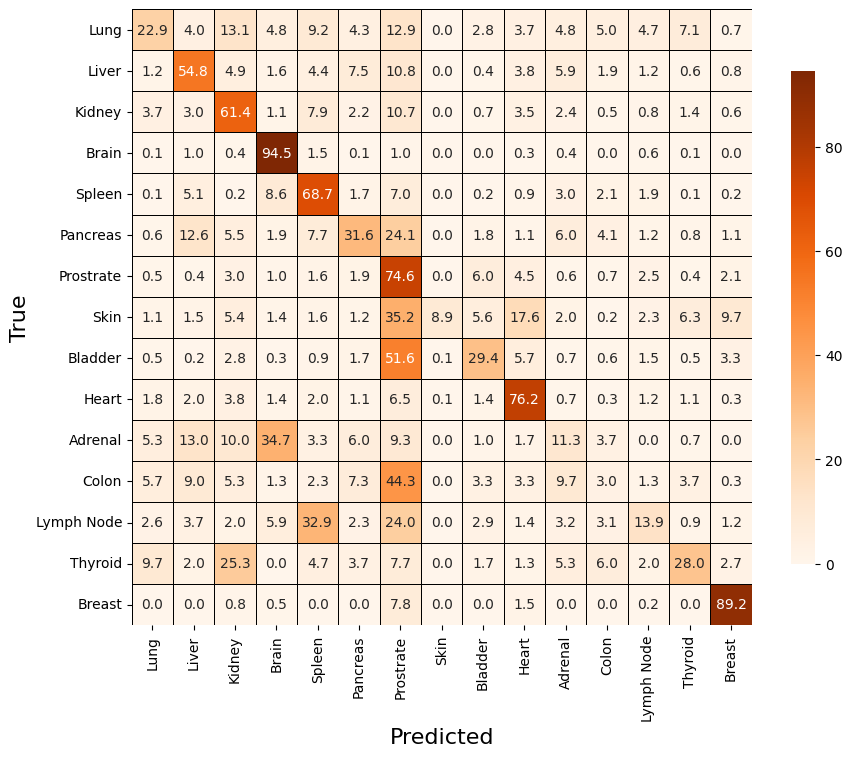 Lung 22.9 4.0 13.1 4.8 9.2 4.3 12.9 0.0 2.8 3.7 4.8 5.0 4.7 7.1 0.7
Liver 1.2 54.8 4.9 1.6 4.4 7.5 10.8 0.0 0.4 3.8 5.9 1.9 1.2 0.6 0.8
Kidney 3.7 3.0 61.4 1.1 7.9 2.2 10.7 0.0 0.7 3.5 2.4 0.5 0.8 1.4 0.6
Brain 0.1 1.0 0.4 94.5 1.5 0.1 1.0 0.0 0.0 0.3 0.4 0.0 0.6 0.1 0.0
Spleen 0.1 5.1 0.2 8.6 68.7 1.7 7.0 0.0 0.2 0.9 3.0 2.1 1.9 0.1 0.2
Pancreas 0.6 12.6 5.5 1.9 7.7 31.6 24.1 0.0 1.8 1.1 6.0 4.1 1.2 0.8 1.1
Prostrate 0.5 0.4 3.0 1.0 1.6 1.9 74.6 0.0 6.0 4.5 0.6 0.7 2.5 0.4 2.1
Skin 1.1 1.5 5.4 1.4 1.6 1.2 35.2 8.9 5.6 17.6 2.0 0.2 2.3 6.3 9.7
Bladder 0.5 0.2 2.8 0.3 0.9 1.7 51.6 0.1 29.4 5.7 0.7 0.6 1.5 0.5 3.3
Heart 1.8 2.0 3.8 1.4 2.0 1.1 6.5 0.1 1.4 76.2 0.7 0.3 1.2 1.1 0.3
Adrenal 5.3 13.0 10.0 34.7 3.3 6.0 9.3 0.0 1.0 1.7 11.3 3.7 0.0 0.7 0.0
Colon 5.7 9.0 5.3 1.3 2.3 7.3 44.3 0.0 3.3 3.3 9.7 3.0 1.3 3.7 0.3
Lymph Node 2.6 3.7 2.0 5.9 32.9 2.3 24.0 0.0 2.9 1.4 3.2 3.1 13.9 0.9 1.2
Thyroid 9.7 2.0 25.3 0.0 4.7 3.7 7.7 0.0 1.7 1.3 5.3 6.0 2.0 28.0 2.7
Breast 0.0 0.0 0.8 0.5 0.0 0.0 7.8 0.0 0.0 1.5 0.0 0.0 0.2 0.0 89.2
Lung Liver Kidney Brain Spleen Pancreas Prostrate Skin Bladder Heart Adrenal Colon Lymph Node Thyroid Breast
Predicted
True
80
60
40
20
0